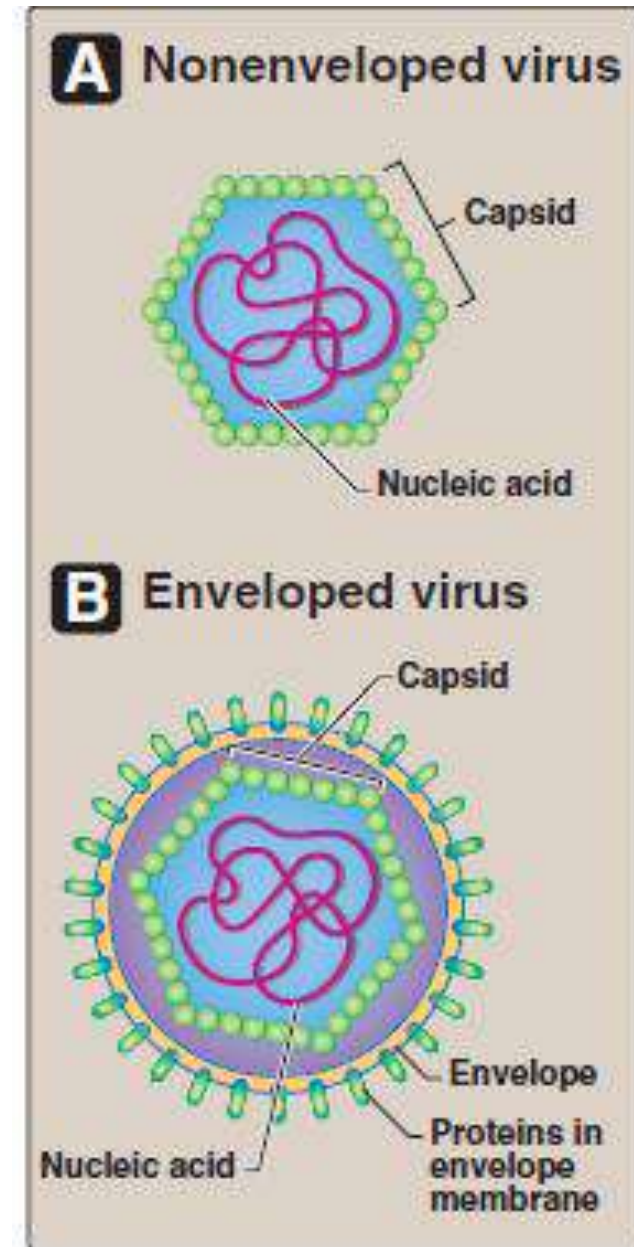 A Nonenveloped virus
Capsid
Nucleic acid
B Enveloped virus
Capsid
Envelope
Proteins in
envelope
membrane
Nucleic acid